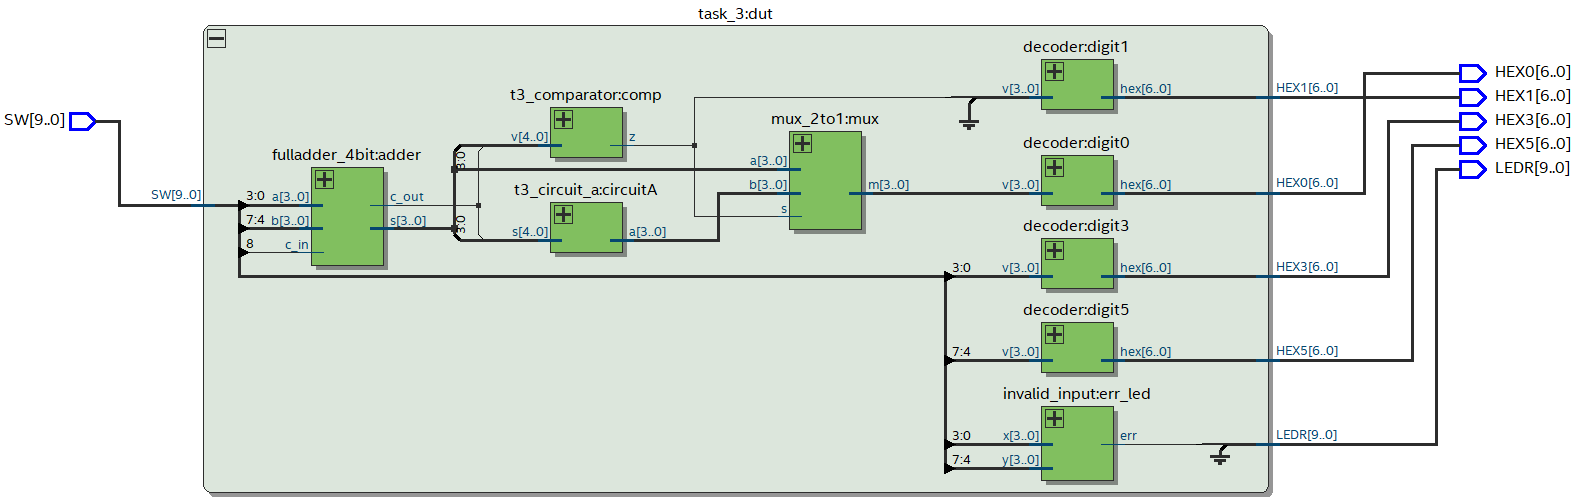 task_3:dut
SW[9..0]
SW[9..0]
fulladder_4bit:adder
3:0 a[3..0]
7:4 b[3..0]
8 c_in
c_out
s[3..0]
3:0
3:0
t3_comparator:comp
v[4..0] z
t3_circuit_a:circuitA
s[4..0] a[3..0]
mux_2to1:mux
a[3..0]
b[3..0] m[3..0]
s
decoder:digit1
v[3..0] hex[6..0] HEX1[6..0]
decoder:digit0
v[3..0] hex[6..0] HEX0[6..0]
decoder:digit3
3:0 v[3..0] hex[6..0] HEX3[6..0]
decoder:digit5
7:4 v[3..0] hex[6..0] HEX5[6..0]
invalid_input:err_led
3:0 x[3..0] err LEDR[9..0]
7:4 y[3..0]
HEX0[6..0]
HEX1[6..0]
HEX3[6..0]
HEX5[6..0]
LEDR[9..0]